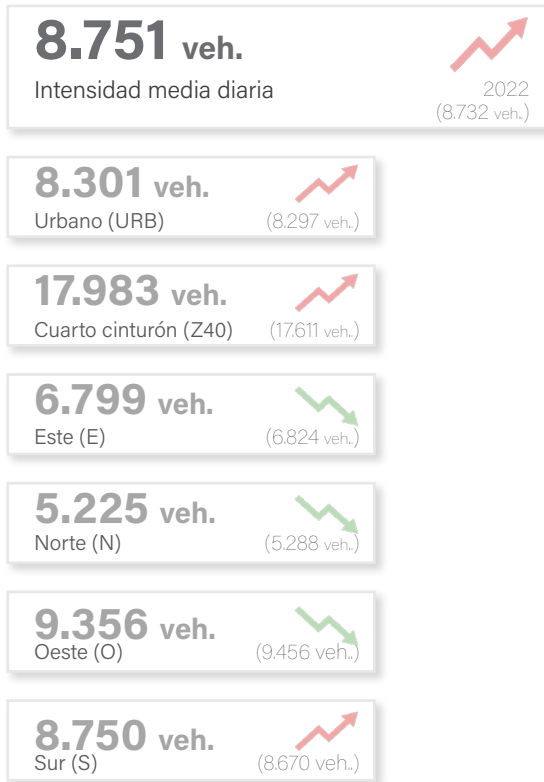 8.751 veh.
Intensidad media diaria
2022
(8.732 veh..)
8.301 veh.
Urbano (URB)
(8.297 veh..)
17.983 veh.
Cuarto cinturón (Z40)
(17.611 veh..)
6.799 veh.
Este (E)
(6.824 veh..)
5.225 veh.
Norte (N)
(5.288 veh..)
9.356 veh.
Oeste (O)
(9.456 veh..)
8.750 veh.
Sur (S)
(8.670 veh..)